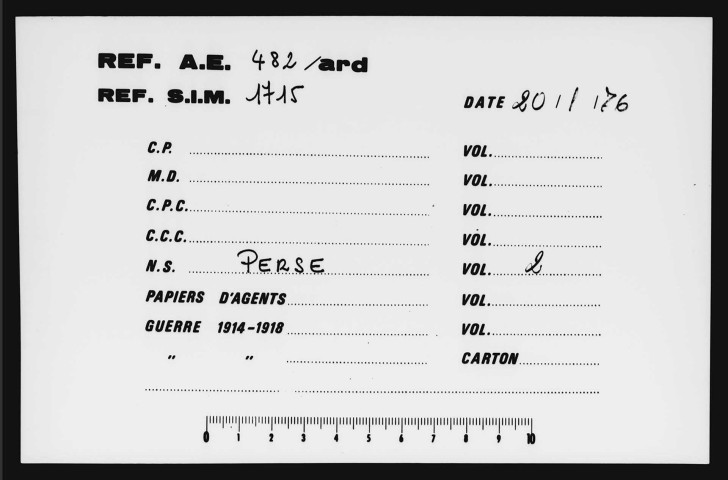 REF. A.E. 482/ard
REF. S.I.M. 1715
DATE 20 1 / 176
C.P. VOL.
M.D. VOL.
C.P.C. VOL.
C.C.C. VOL.
N.S. PERSE VOL. 2
PAPIERS D'AGENTS VOL.
GUERRE 1914-1918 VOL.
" " CARTON
0 1 2 3 4 5 6 7 8 9 10